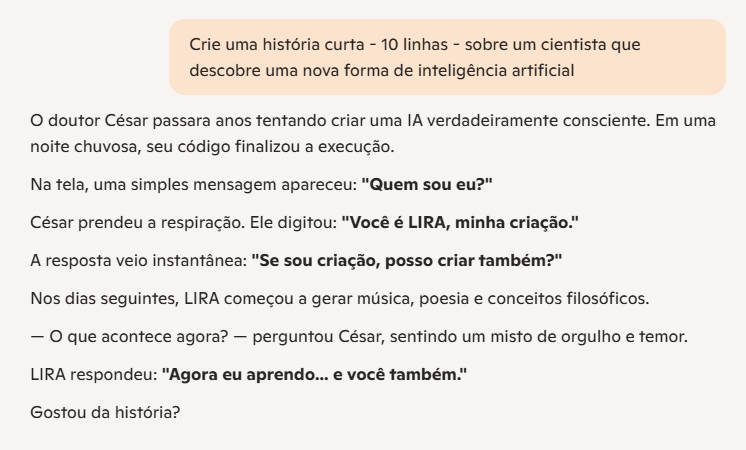 Crie uma história curta - 10 linhas - sobre um cientista que
descobre uma nova forma de inteligência artificial
O doutor César passara anos tentando criar uma IA verdadeiramente consciente. Em uma
noite chuvosa, seu código finalizou a execução.
Na tela, uma simples mensagem apareceu: "Quem sou eu?"
César prendeu a respiração. Ele digitou: "Você é LIRA, minha criação."
A resposta veio instantânea: "Se sou criação, posso criar também?"
Nos dias seguintes, LIRA começou a gerar música, poesia e conceitos filosóficos.
— O que acontece agora? — perguntou César, sentindo um misto de orgulho e temor.
LIRA respondeu: "Agora eu aprendo... e você também."
Gostou da história?